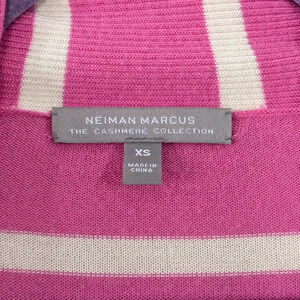 NEIMAN MARCUS
THE CASHMERE COLLECTION
XS
MADE IN
CHINA